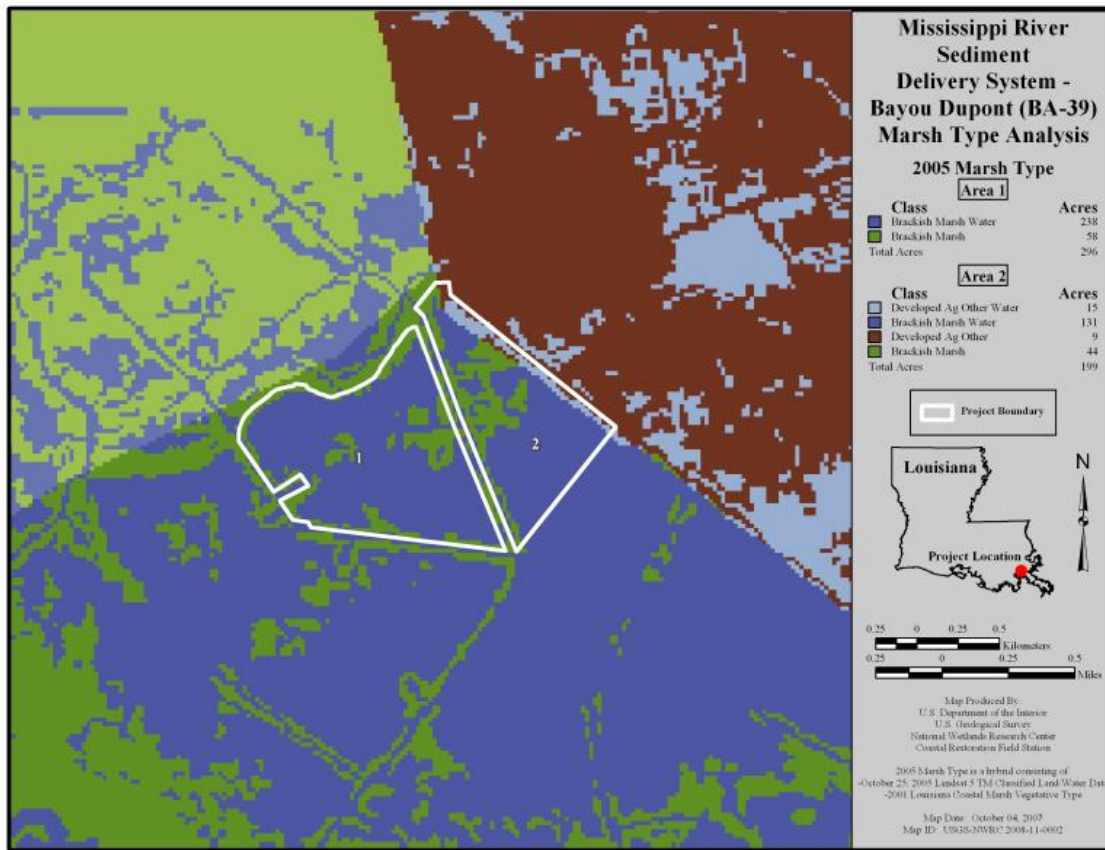 Mississippi River
Sediment
Delivery System -
Bayou Dupont (BA-39)
Marsh Type Analysis
2005 Marsh Type
Area 1
Class Acres
Brackish Marsh Water 238
Brackish Marsh 58
Total Acres 296
Area 2
Class Acres
Developed Ag Other Water 15
Brackish Marsh Water 131
Developed Ag Other 9
Brackish Marsh 44
Total Acres 199
Project Boundary
Louisiana
N
Project Location
0.25 0 0.25 0.5
Kilometers
0.25 0 0.25 0.5
Miles
Map Produced By:
U.S. Department of the Interior
U.S. Geological Survey
National Wetlands Research Center
Coastal Restoration Field Station
2005 Marsh Type is a hybrid consisting of
-October 25, 2005 Landsat 5 TM Classified Land-Water Data
-2001 Louisiana Coastal Marsh Vegetative Type
Map Date: October 04, 2007
Map ID: USGS-NWRC 2008-11-0002
1
2